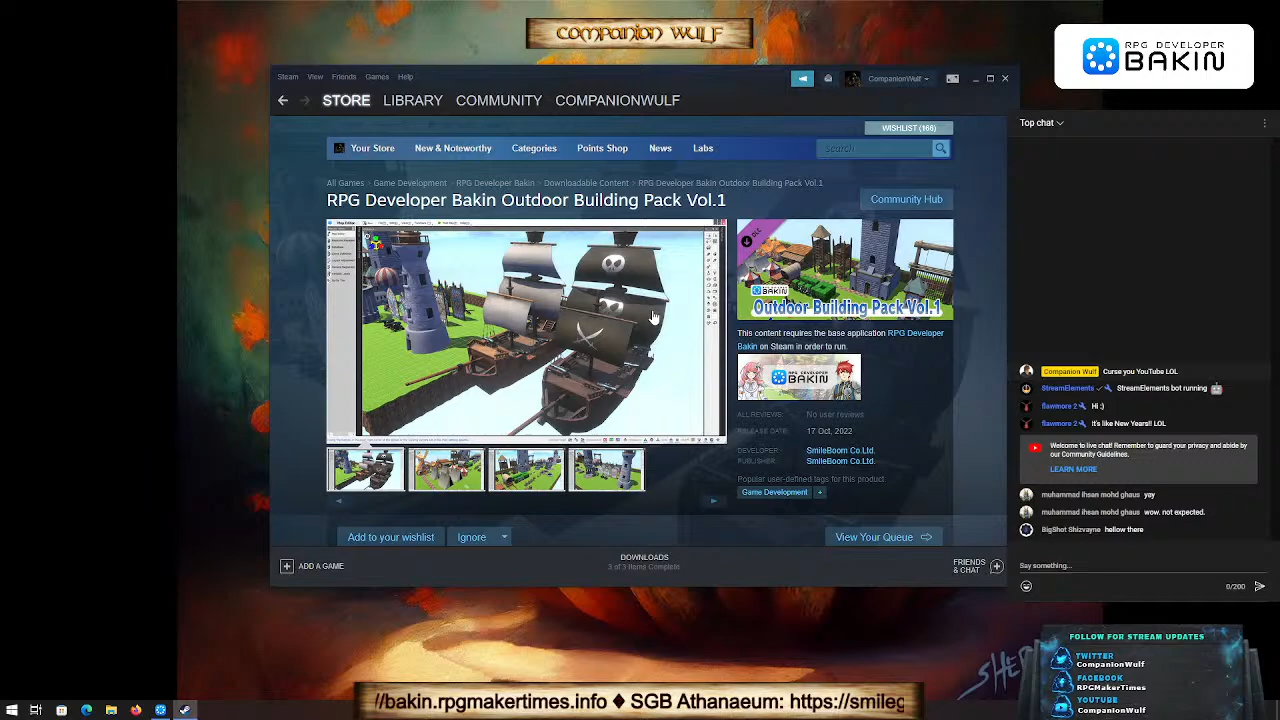 COMPANION WULF
RPG DEVELOPER
BAKIN
Steam View Friends Games Help
CompanionWulf
STORE LIBRARY COMMUNITY COMPANIONWULF
WISHLIST (166)
Your Store New & Noteworthy Categories Points Shop News Labs
Search
All Games > Game Development > RPG Developer Bakin > Downloadable Content > RPG Developer Bakin Outdoor Building Pack Vol.1
RPG Developer Bakin Outdoor Building Pack Vol.1
Community Hub
DLC
BAKIN
Outdoor Building Pack Vol.1
This content requires the base application RPG Developer
Bakin on Steam in order to run.
RPG DEVELOPER
BAKIN
ALL REVIEWS: No user reviews
RELEASE DATE: 17 Oct, 2022
DEVELOPER: SmileBoom Co.Ltd.
PUBLISHER: SmileBoom Co.Ltd.
Popular user-defined tags for this product:
Game Development +
Add to your wishlist
Ignore
View Your Queue
ADD A GAME
DOWNLOADS
3 of 3 Items Complete
FRIENDS
& CHAT
Top chat
Companion Wulf Curse you YouTube LOL
StreamElements StreamElements bot running
flawmore 2 Hi :)
flawmore 2 It's like New Years!! LOL
Welcome to live chat! Remember to guard your privacy and abide by
our Community Guidelines.
LEARN MORE
muhammad ihsan mohd ghaus yay
muhammad ihsan mohd ghaus wow. not expected.
BigShot Shizvayne hellow there
Say something...
0/200
FOLLOW FOR STREAM UPDATES
TWITTER
CompanionWulf
FACEBOOK
RPGMakerTimes
YOUTUBE
CompanionWulf
//bakin.rpgmakertimes.info ♦ SGB Athanaeum: https://smileg